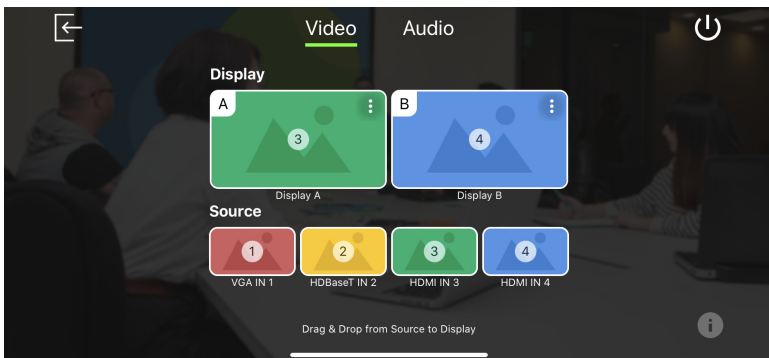 Video Audio
Display
A 3
B 4
Display A Display B
Source
1 2 3 4
VGA IN 1 HDBaseT IN 2 HDMI IN 3 HDMI IN 4
Drag & Drop from Source to Display
i